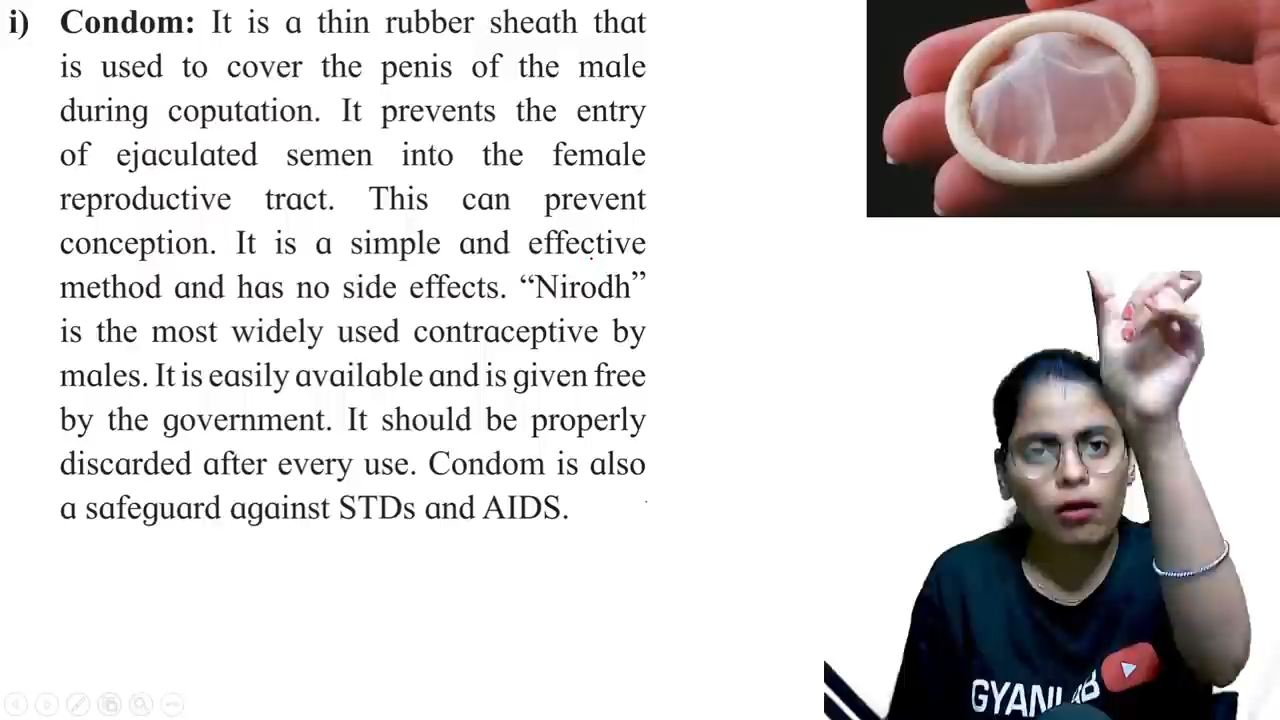 i) Condom: It is a thin rubber sheath that
is used to cover the penis of the male
during coputation. It prevents the entry
of ejaculated semen into the female
reproductive tract. This can prevent
conception. It is a simple and effective
method and has no side effects. “Nirodh”
is the most widely used contraceptive by
males. It is easily available and is given free
by the government. It should be properly
discarded after every use. Condom is also
a safeguard against STDs and AIDS.